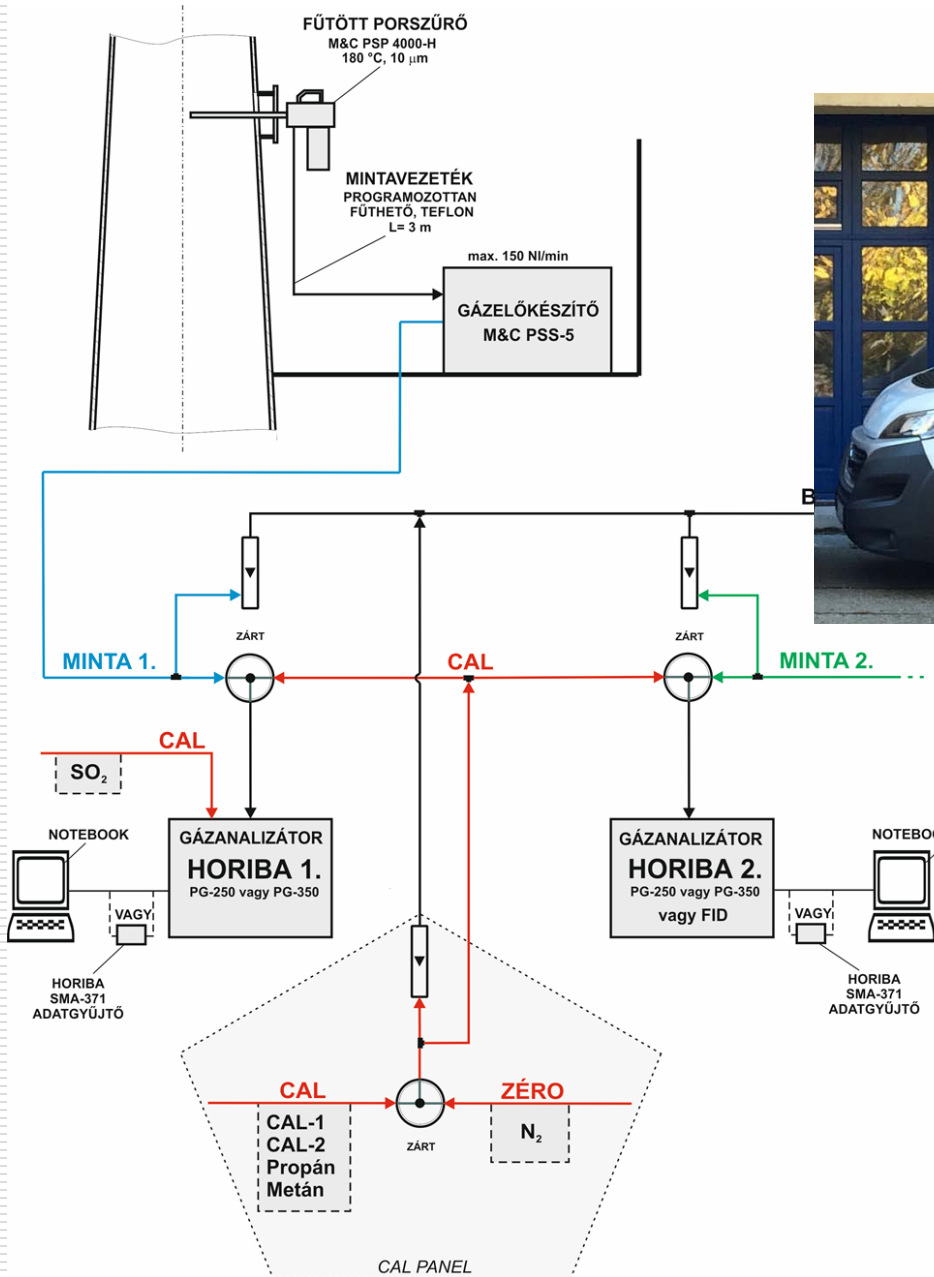 FŰTÖTT PORSZŰRŐ
M&C PSP 4000-H
180 °C, 10 μm
MINTAVEZETÉK
PROGRAMOZOTTAN
FŰTHETŐ, TEFLON
L= 3 m
max. 150 Nl/min
GÁZELŐKÉSZÍTŐ
M&C PSS-5
ZÁRT
ZÁRT
MINTA 1.
CAL
MINTA 2.
CAL
SO₂
NOTEBOOK
GÁZANALIZÁTOR
HORIBA 1.
PG-250 vagy PG-350
VAGY
HORIBA
SMA-371
ADATGYŰJTŐ
GÁZANALIZÁTOR
HORIBA 2.
PG-250 vagy PG-350
vagy FID
VAGY
HORIBA
SMA-371
ADATGYŰJTŐ
CAL
ZÉRO
CAL-1
CAL-2
Propán
Metán
N₂
ZÁRT
CAL PANEL